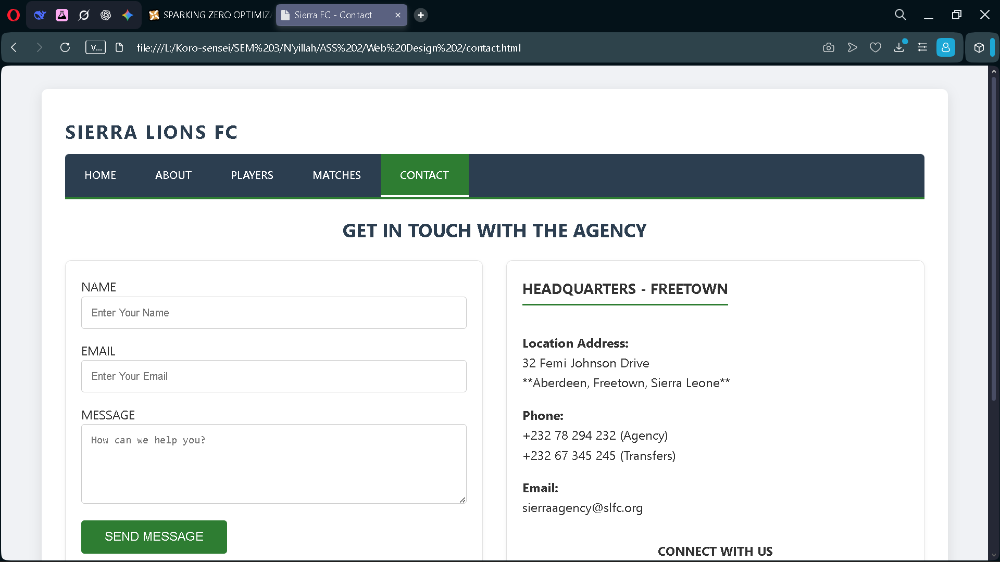 SPARKING ZERO OPTIMIZA
Sierra FC - Contact
v...
file:///L:/Koro-sensei/SEM%203/N'yillah/ASS%202/Web%20Design%202/contact.html
SIERRA LIONS FC
HOME ABOUT PLAYERS MATCHES CONTACT
GET IN TOUCH WITH THE AGENCY
NAME
Enter Your Name
EMAIL
Enter Your Email
MESSAGE
How can we help you?
SEND MESSAGE
HEADQUARTERS - FREETOWN
Location Address:
32 Femi Johnson Drive
**Aberdeen, Freetown, Sierra Leone**
Phone:
+232 78 294 232 (Agency)
+232 67 345 245 (Transfers)
Email:
sierraagency@slfc.org
CONNECT WITH US